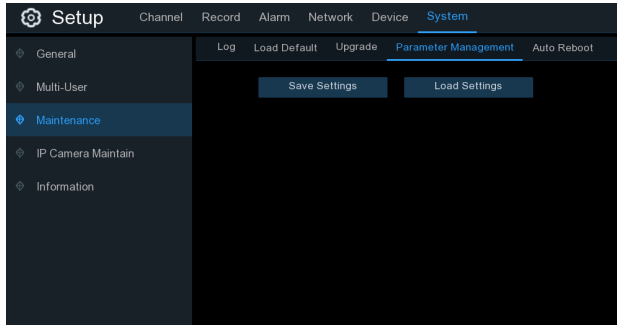 Setup Channel Record Alarm Network Device System
General
Log Load Default Upgrade Parameter Management Auto Reboot
Multi-User
Save Settings Load Settings
Maintenance
IP Camera Maintain
Information